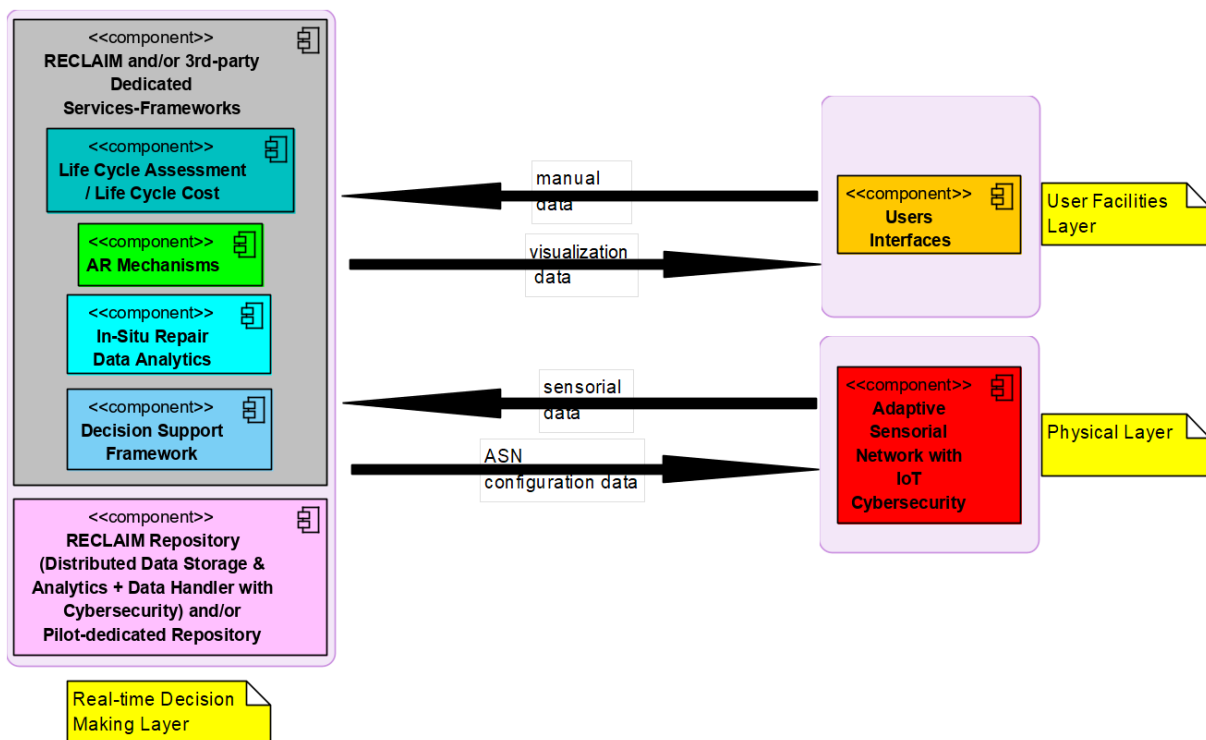 <<component>>
RECLAIM and/or 3rd-party
Dedicated
Services-Frameworks
<<component>>
Life Cycle Assessment
/ Life Cycle Cost
<<component>>
AR Mechanisms
<<component>>
In-Situ Repair
Data Analytics
<<component>>
Decision Support
Framework
<<component>>
RECLAIM Repository
(Distributed Data Storage &
Analytics + Data Handler with
Cybersecurity) and/or
Pilot-dedicated Repository
Real-time Decision
Making Layer
manual
data
visualization
data
sensorial
data
ASN
configuration data
<<component>>
Users
Interfaces
User Facilities
Layer
<<component>>
Adaptive
Sensorial
Network with
IoT
Cybersecurity
Physical Layer